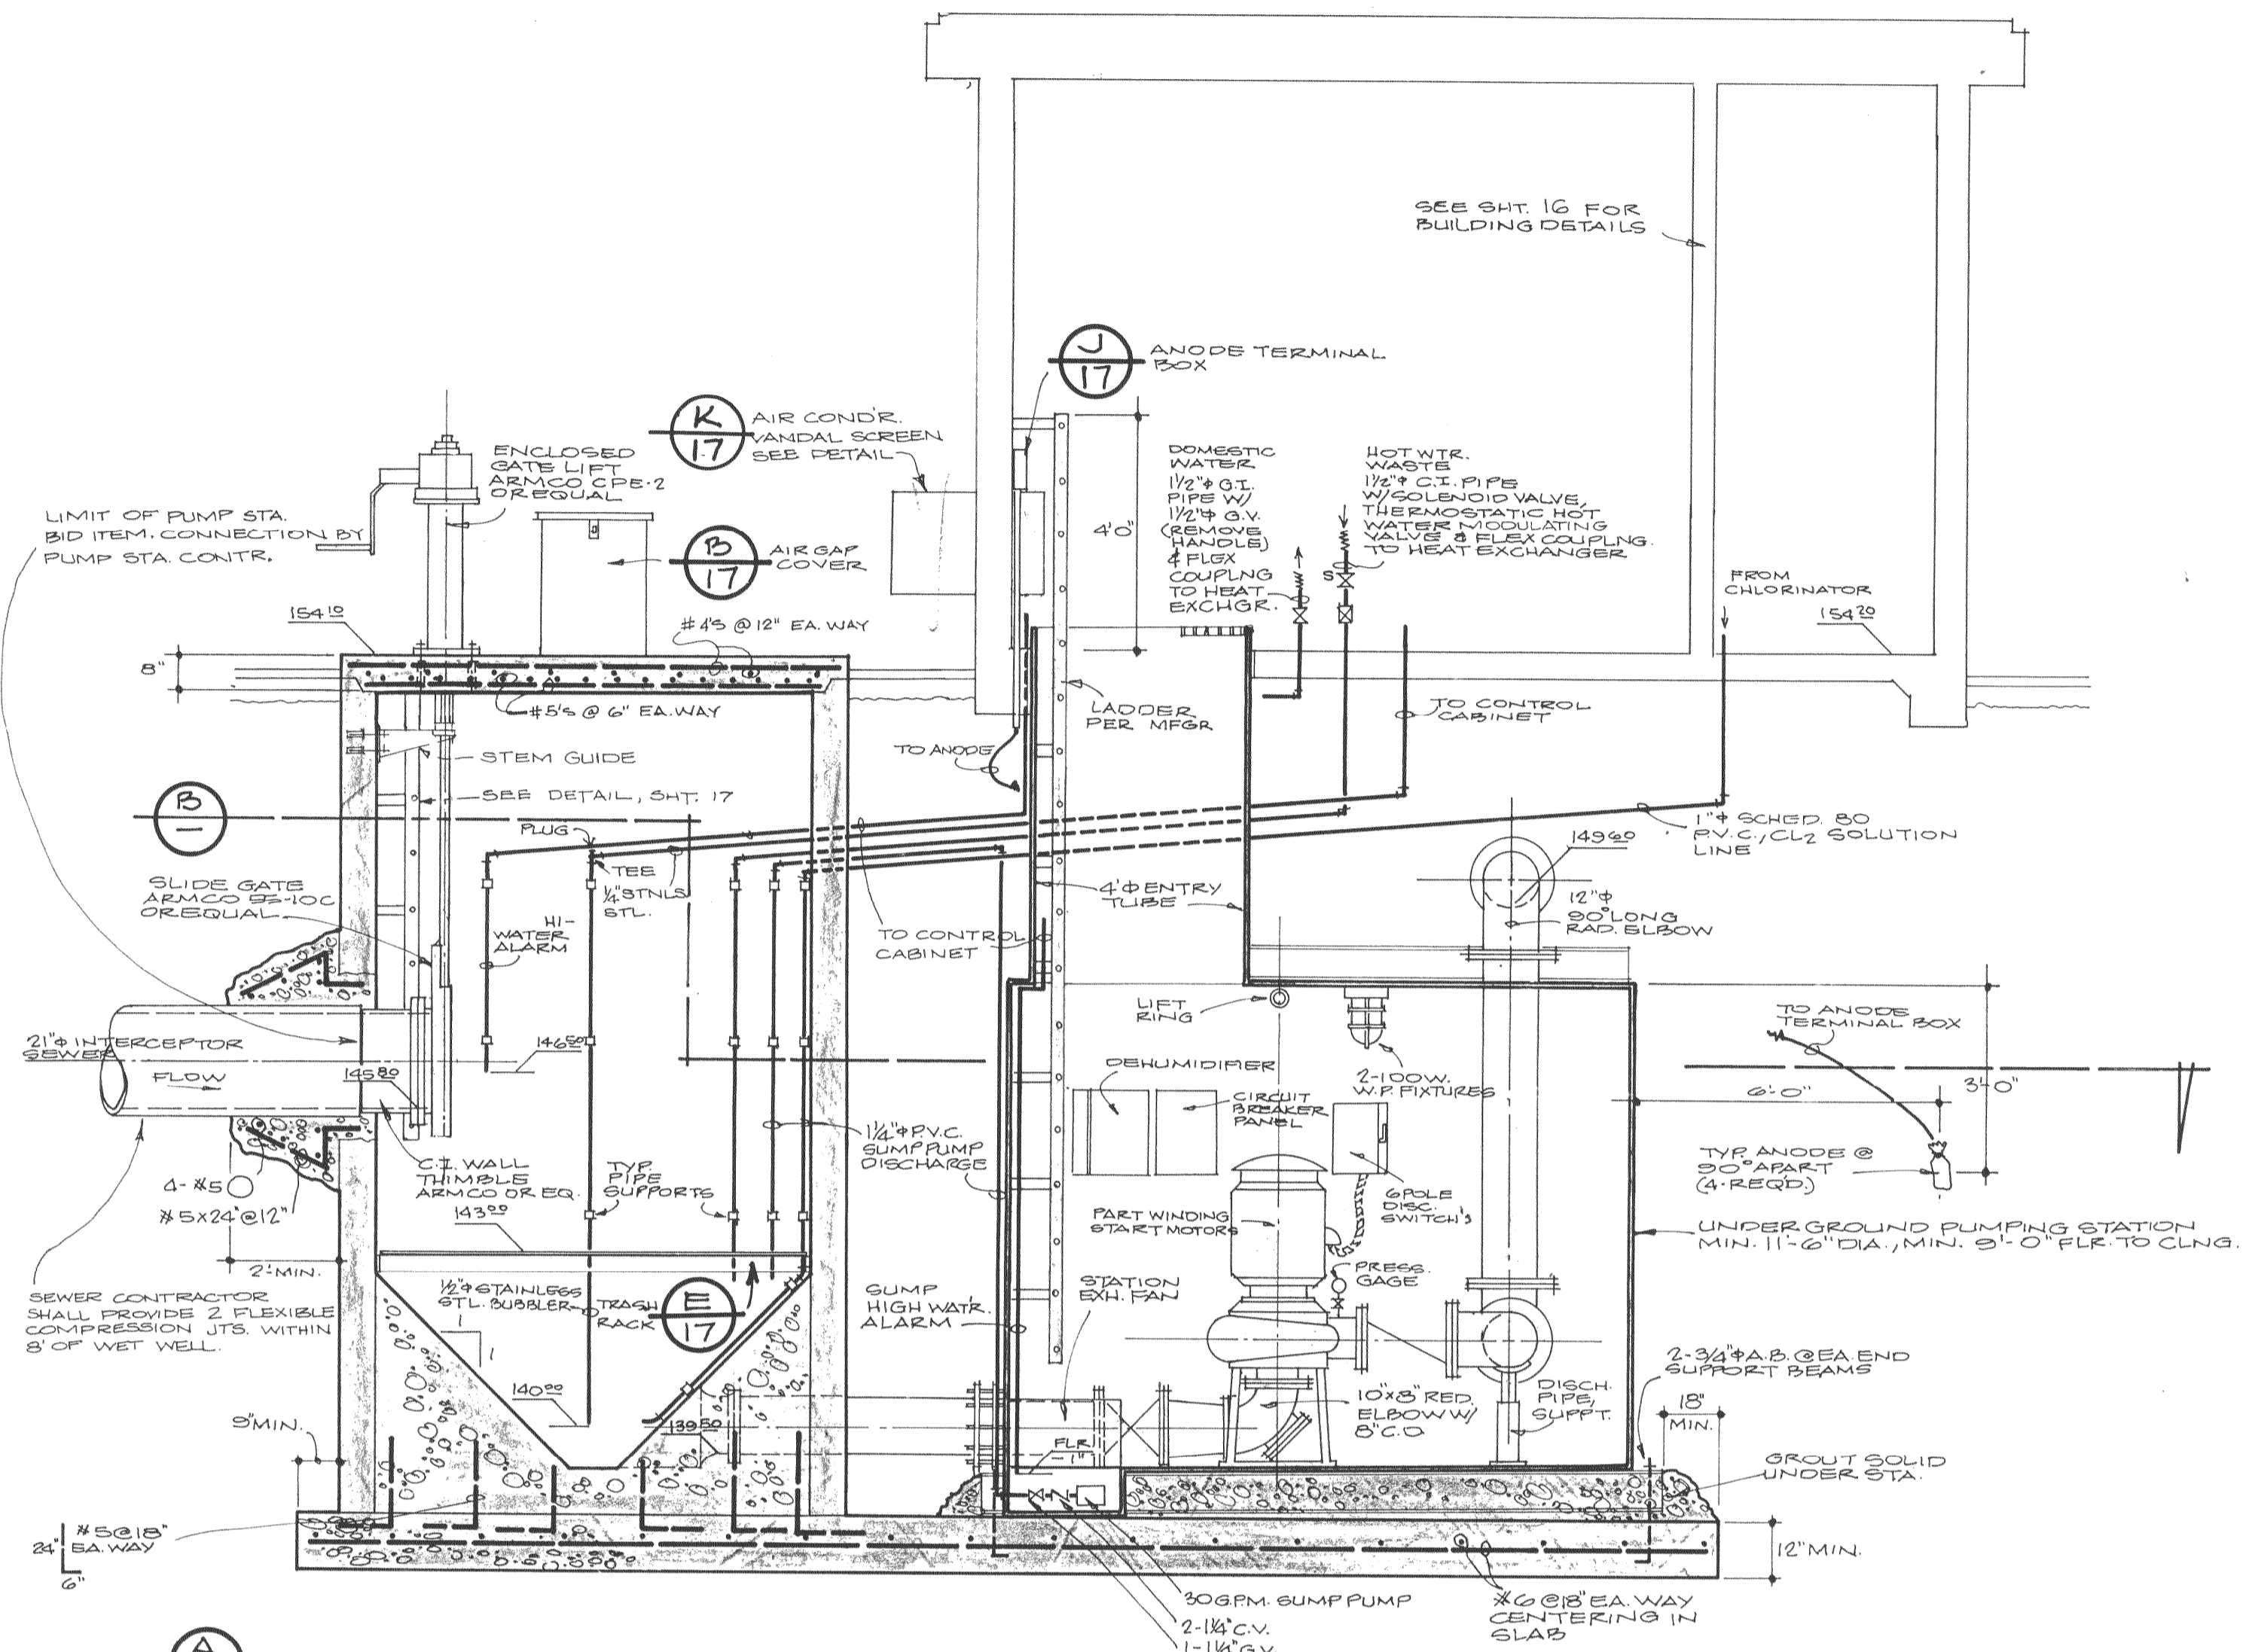 SEE SHT. 16 FOR
BUILDING DETAILS
J
17
ANODE TERMINAL
BOX
K
17
AIR COND'R.
VANDAL SCREEN
SEE DETAIL
ENCLOSED
GATE LIFT
ARMCO CPE-2
OR EQUAL
LIMIT OF PUMP STA.
BID ITEM. CONNECTION BY
PUMP STA. CONTR.
B
17
AIR GAP
COVER
4'0"
DOMESTIC
WATER
1½"φ G.I.
PIPE W/
1½"φ G.V.
(REMOVE
HANDLE)
& FLEX
COUPLNG
TO HEAT
EXCHGR.
HOT WTR.
WASTE
1½"φ C.I. PIPE
W/SOLENOID VALVE,
THERMOSTATIC HOT
WATER MODULATING
VALVE & FLEX COUPLNG.
TO HEAT EXCHANGER
S
FROM
CHLORINATOR
154 20
154 10
#4'S @ 12" EA. WAY
8"
#5'S @ 6" EA. WAY
LADDER
PER MFGR
TO CONTROL
CABINET
STEM GUIDE
TO ANODE
B
SEE DETAIL, SHT. 17
PLUG
1"φ SCHED. 80
P.V.C., CL2 SOLUTION
LINE
149 60
TEE
¼" STNLS
STL.
SLIDE GATE
ARMCO 55-10C
OR EQUAL
4'φ ENTRY
TUBE
12"φ
90° LONG
RAD. ELBOW
HI-
WATER
ALARM
TO CONTROL
CABINET
LIFT
RING
TO ANODE
TERMINAL BOX
21"φ INTERCEPTOR
SEWER
FLOW
146 50
145 80
DEHUMIDIFIER
2-100W.
W.P. FIXTURES
CIRCUIT
BREAKER
PANEL
6'-0"
3'-0"
1¼"φ P.V.C.
SUMP PUMP
DISCHARGE
C.I. WALL
THIMBLE
ARMCO OR EQ.
TYP.
PIPE
SUPPORTS
TYP. ANODE @
90° APART
(4-REQ'D.)
4-#5
#5x24"@12"
143 00
PART WINDING
START MOTORS
6 POLE
DISC.
SWITCH'S
UNDERGROUND PUMPING STATION
MIN. 11'-6" DIA., MIN. 9'-0" FLR. TO CLNG.
2' MIN.
PRESS.
GAGE
SEWER CONTRACTOR
SHALL PROVIDE 2 FLEXIBLE
COMPRESSION JTS. WITHIN
8' OF WET WELL.
½"φ STAINLESS
STL. BUBBLER
TRASH
RACK
E
17
SUMP
HIGH WAT'R.
ALARM
STATION
EXH. FAN
1
1
2-¾"φ A.B. @ EA. END
SUPPORT BEAMS
140 00
139 50
10"x8" RED.
ELBOW W/
8" C.O.
DISCH.
PIPE,
SUPPT.
18"
MIN.
9" MIN.
FLR
-1"
GROUT SOLID
UNDER STA.
24"
#5@18"
EA. WAY
6"
12" MIN.
30 G.P.M. SUMP PUMP
2-1¼" C.V.
1-1¼" G.V.
#6 @ 18" EA. WAY
CENTERING IN
SLAB
A